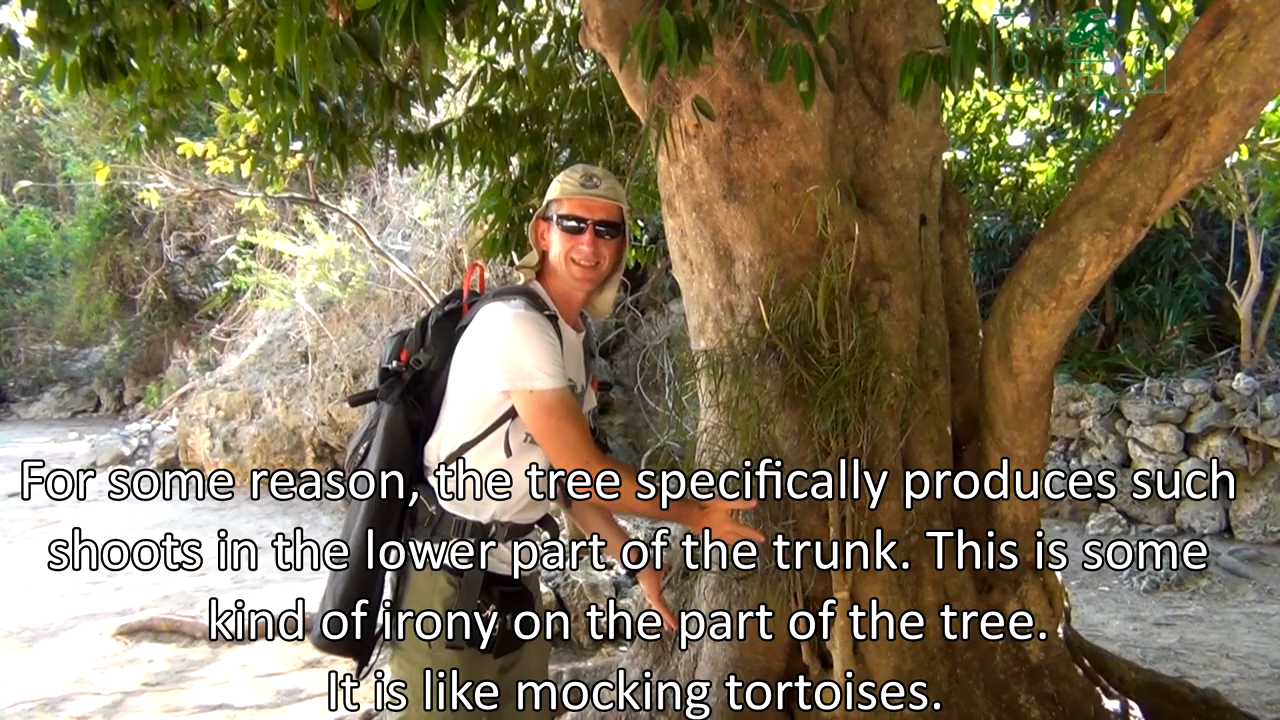 For some reason, the tree specifically produces such
shoots in the lower part of the trunk. This is some
kind of irony on the part of the tree.
It is like mocking tortoises.